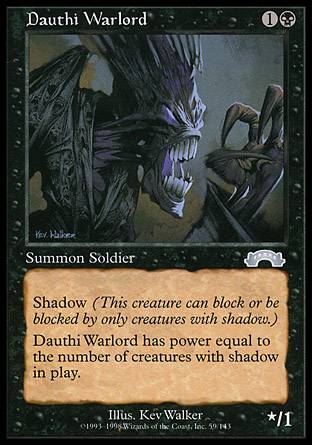 Dauthi Warlord 1
KEV WALKER
Summon Soldier
Shadow (This creature can block or be
blocked by only creatures with shadow.)
Dauthi Warlord has power equal to
the number of creatures with shadow
in play.
Illus. Kev Walker
©1993-1998 Wizards of the Coast, Inc. 59/143
*/1